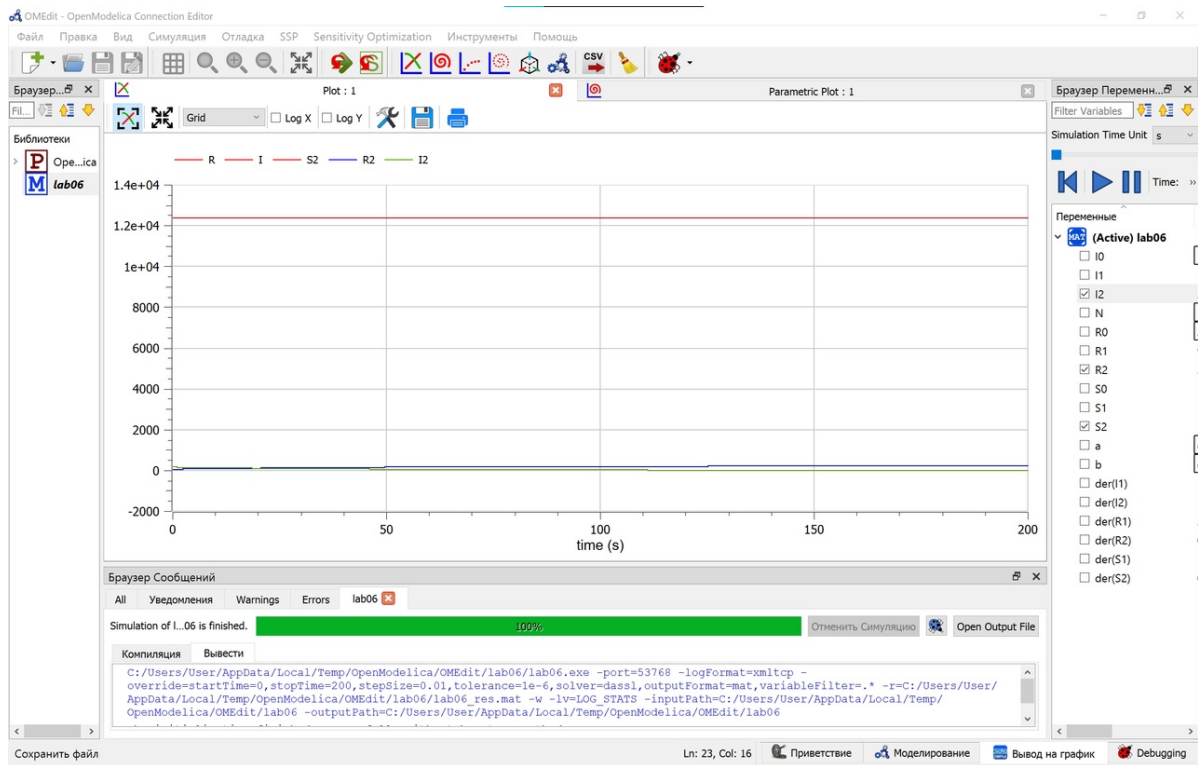 OMEdit - OpenModelica Connection Editor
Файл Правка Вид Симуляция Отладка SSP Sensitivity Optimization Инструменты Помощь
CSV
Браузер...
Plot : 1
Parametric Plot : 1
Браузер Переменн...
Fil...
Grid
Log X
Log Y
Filter Variables
Библиотеки
Simulation Time Unit s
P Ope...ica
M lab06
R I S2 R2 I2
Time: »
Переменные
MAT (Active) lab06
I0
I1
I2
N
R0
R1
R2
S0
S1
S2
a
b
der(I1)
der(I2)
der(R1)
der(R2)
der(S1)
der(S2)
1.4e+04
1.2e+04
1e+04
8000
6000
4000
2000
0
-2000
0 50 100 150 200
time (s)
Браузер Сообщений
All Уведомления Warnings Errors lab06
Simulation of l...06 is finished. 100% Отменить Симуляцию Open Output File
Компиляция Вывести
C:/Users/User/AppData/Local/Temp/OpenModelica/OMEdit/lab06/lab06.exe -port=53768 -logFormat=xmltcp -
override=startTime=0,stopTime=200,stepSize=0.01,tolerance=1e-6,solver=dassl,outputFormat=mat,variableFilter=.* -r=C:/Users/User/
AppData/Local/Temp/OpenModelica/OMEdit/lab06/lab06_res.mat -w -lv=LOG_STATS -inputPath=C:/Users/User/AppData/Local/Temp/
OpenModelica/OMEdit/lab06 -outputPath=C:/Users/User/AppData/Local/Temp/OpenModelica/OMEdit/lab06
Сохранить файл
Ln: 23, Col: 16 Приветствие Моделирование Вывод на график Debugging